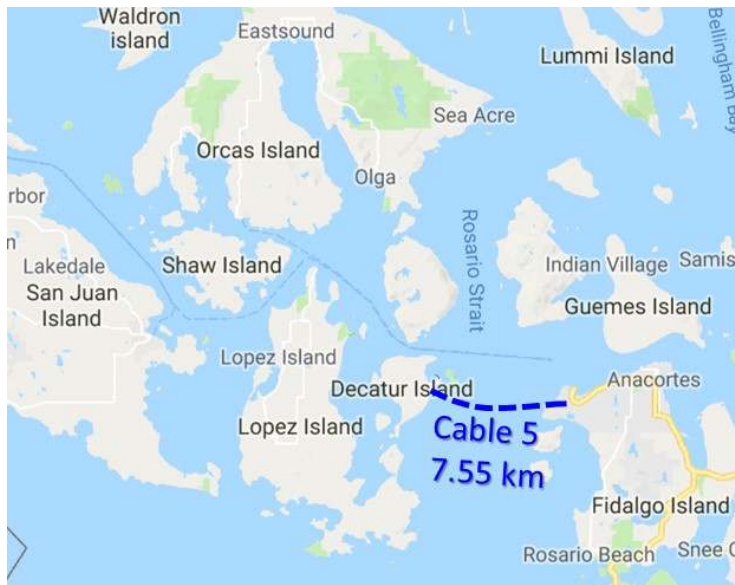 Waldron
island
Eastsound
Lummi Island
Bellingham Bay
Sea Acre
Orcas Island
Olga
rbor
Rosario Strait
Lakedale
Shaw Island
Indian Village
Samis
San Juan
Island
Guemes Island
Lopez Island
Decatur Island
Anacortes
Lopez Island
Cable 5
7.55 km
Fidalgo Island
Rosario Beach
Snee C